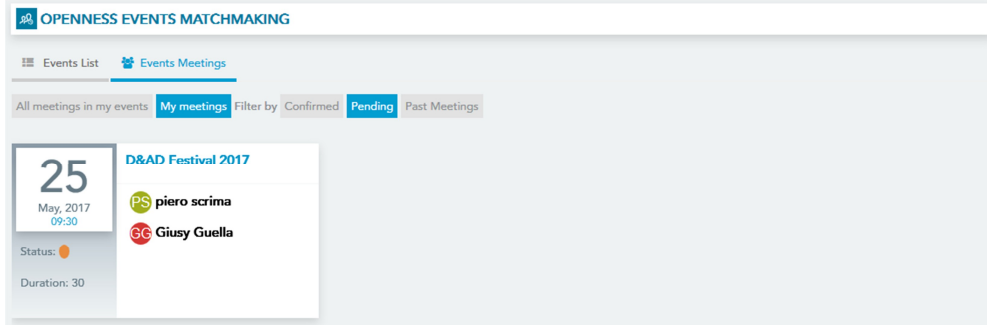 OPENNESS EVENTS MATCHMAKING
Events List Events Meetings
All meetings in my events My meetings Filter by Confirmed Pending Past Meetings
25
May, 2017
09:30
Status:
Duration: 30
D&AD Festival 2017
PS piero scrima
GG Giusy Guella